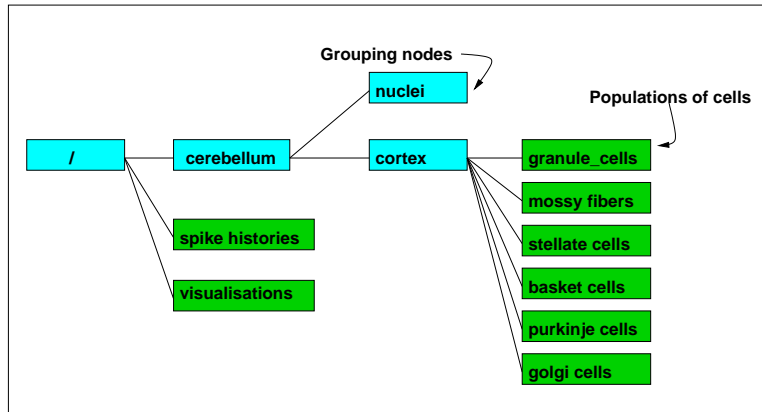 Grouping nodes
nuclei
Populations of cells
/
cerebellum
cortex
granule_cells
mossy fibers
spike histories
stellate cells
visualisations
basket cells
purkinje cells
golgi cells